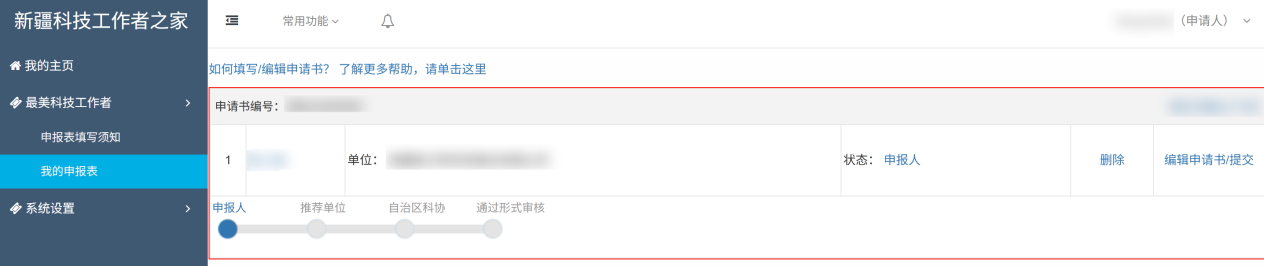 新疆科技工作者之家
常用功能
（申请人）
我的主页
最美科技工作者
申报表填写须知
我的申报表
系统设置
如何填写/编辑申请书？ 了解更多帮助，请单击这里
申请书编号：
1 单位： 状态： 申报人 删除 编辑申请书/提交
申报人 推荐单位 自治区科协 通过形式审核